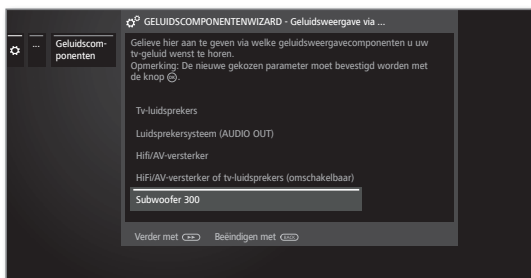 GELUIDSCOMPONENTENWIZARD - Geluidsweergave via ...
... Geluidscom-
ponenten
Gelieve hier aan te geven via welke geluidsweergavecomponenten u uw
tv-geluid wenst te horen.
Opmerking: De nieuwe gekozen parameter moet bevestigd worden met
de knop OK.
Tv-luidsprekers
Luidsprekersysteem (AUDIO OUT)
Hifi/AV-versterker
HiFi/AV-versterker of tv-luidsprekers (omschakelbaar)
Subwoofer 300
Verder met Beëindigen met BACK